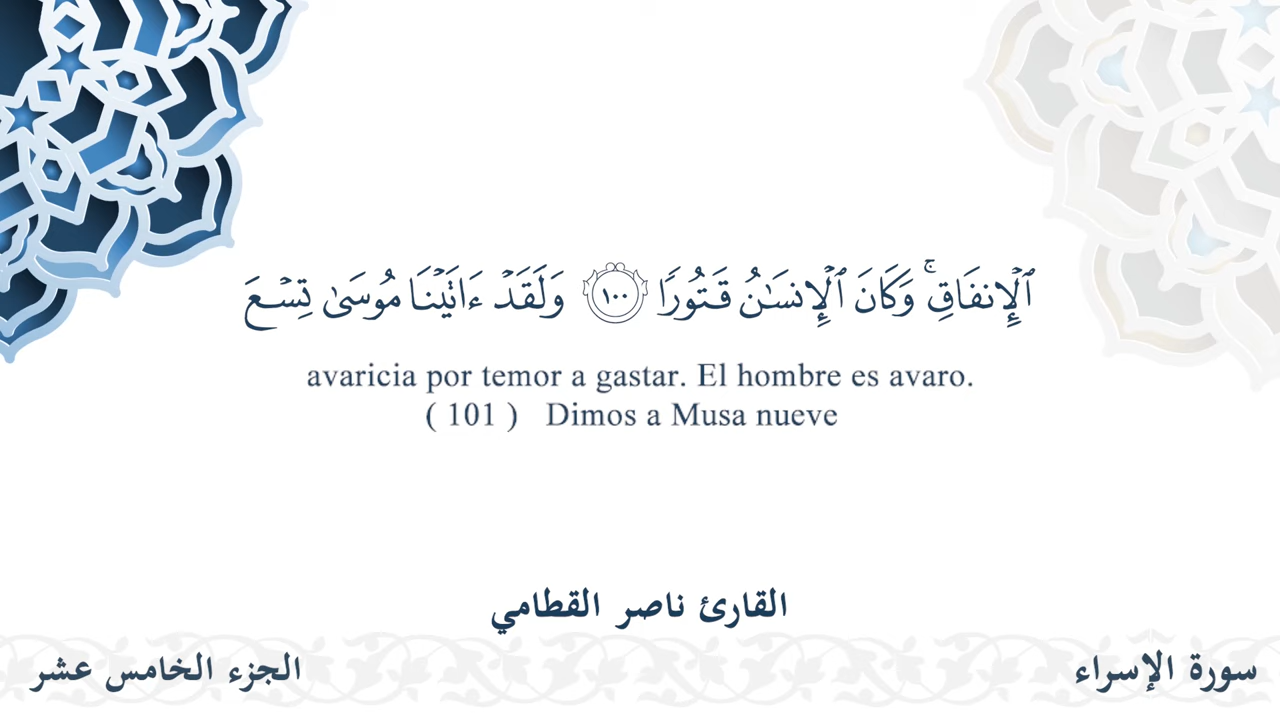 ٱلْإِنفَاقِ ۚ وَكَانَ ٱلْإِنسَـٰنُ قَتُورًا ١٠٠ وَلَقَدْ ءَاتَيْنَا مُوسَىٰ تِسْعَ
avaricia por temor a gastar. El hombre es avaro.
( 101 ) Dimos a Musa nueve
القارئ ناصر القطامي
سورة الإسراء
الجزء الخامس عشر